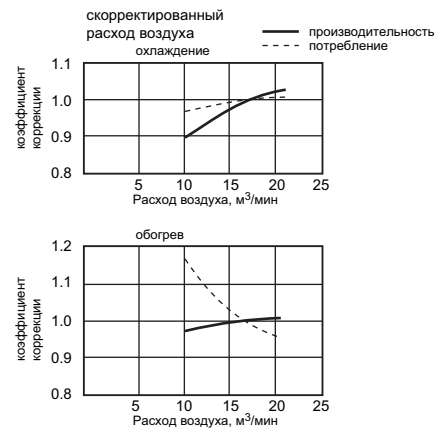 скорректированный
расход воздуха
производительность
потребление
охлаждение
коэффициент
коррекции
1.1
1.0
0.9
0.8
5 10 15 20 25
Расход воздуха, м³/мин
обогрев
коэффициент
коррекции
1.2
1.1
1.0
0.9
0.8
5 10 15 20 25
Расход воздуха, м³/мин